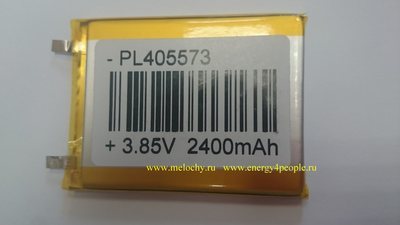 - PL405573
+ 3.85V 2400mAh
www.melochy.ru www.energy4people.ru